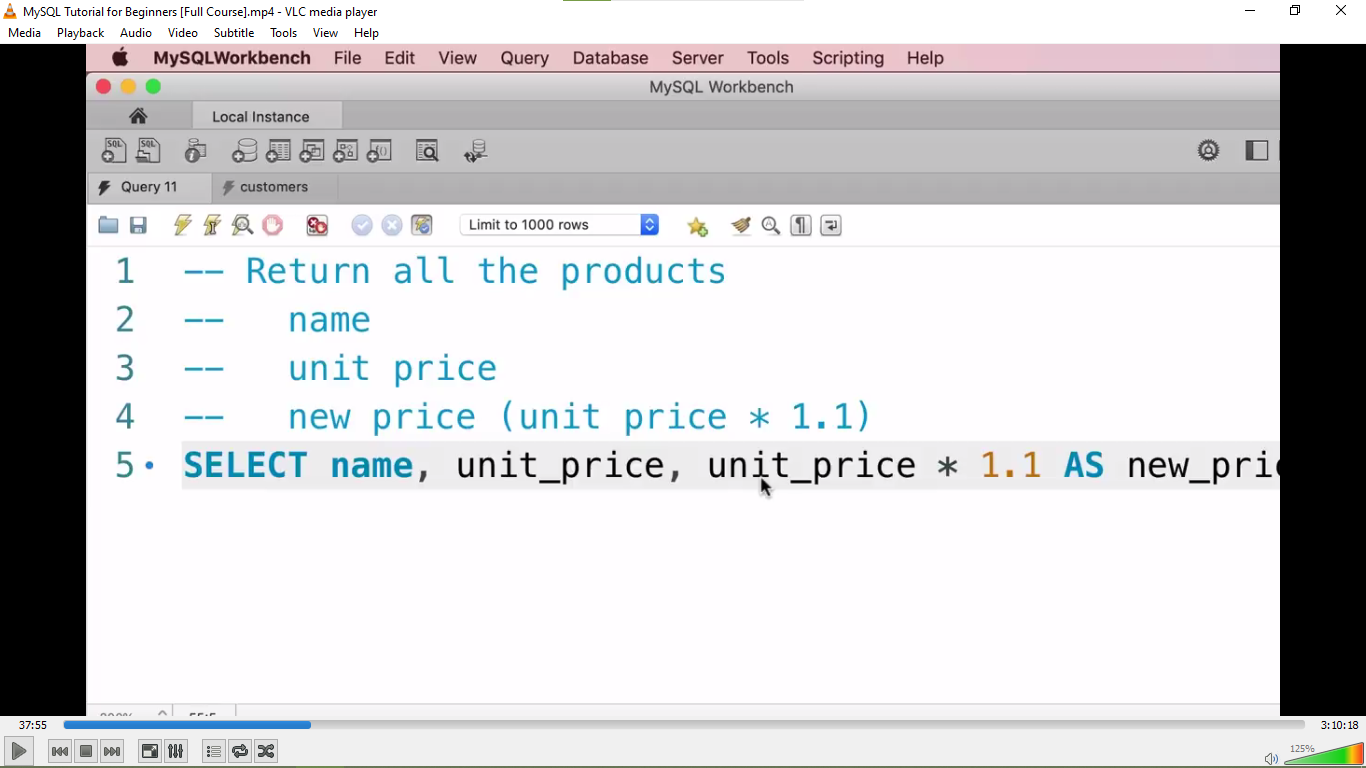 MySQL Tutorial for Beginners [Full Course].mp4 - VLC media player
Media Playback Audio Video Subtitle Tools View Help
MySQLWorkbench File Edit View Query Database Server Tools Scripting Help
MySQL Workbench
Local Instance
SQL SQL
Query 11 customers
Limit to 1000 rows
1 -- Return all the products
2 -- name
3 -- unit price
4 -- new price (unit price * 1.1)
5 SELECT name, unit_price, unit_price * 1.1 AS new_pric
37:55 3:10:18
125%